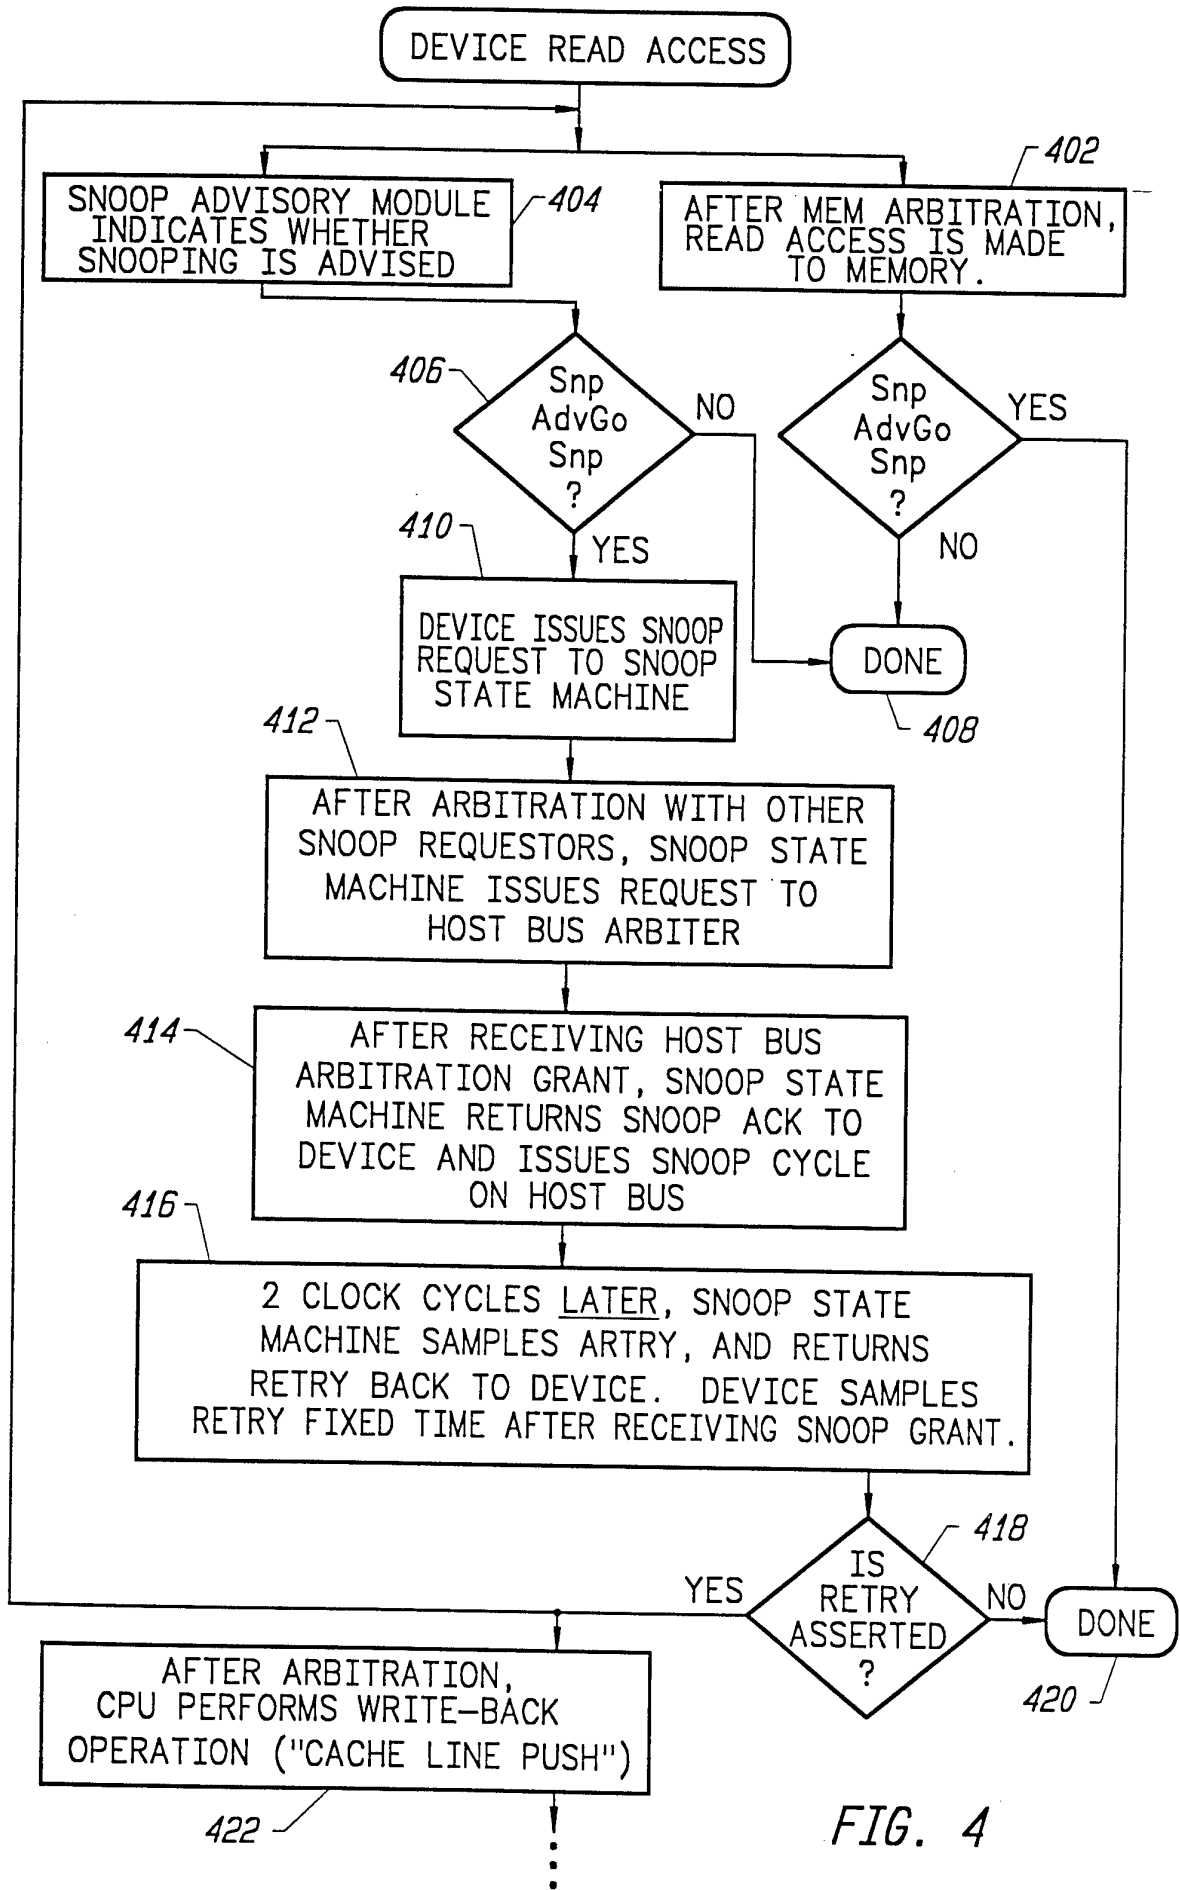 DEVICE READ ACCESS
402
404
SNOOP ADVISORY MODULE
INDICATES WHETHER
SNOOPING IS ADVISED
AFTER MEM ARBITRATION,
READ ACCESS IS MADE
TO MEMORY.
406
Snp
AdvGo
Snp
?
NO
YES
Snp
AdvGo
Snp
?
YES
NO
410
DEVICE ISSUES SNOOP
REQUEST TO SNOOP
STATE MACHINE
DONE
408
412
AFTER ARBITRATION WITH OTHER
SNOOP REQUESTORS, SNOOP STATE
MACHINE ISSUES REQUEST TO
HOST BUS ARBITER
414
AFTER RECEIVING HOST BUS
ARBITRATION GRANT, SNOOP STATE
MACHINE RETURNS SNOOP ACK TO
DEVICE AND ISSUES SNOOP CYCLE
ON HOST BUS
416
2 CLOCK CYCLES LATER, SNOOP STATE
MACHINE SAMPLES ARTRY, AND RETURNS
RETRY BACK TO DEVICE. DEVICE SAMPLES
RETRY FIXED TIME AFTER RECEIVING SNOOP GRANT.
418
IS
RETRY
ASSERTED
?
YES
NO
DONE
420
AFTER ARBITRATION,
CPU PERFORMS WRITE-BACK
OPERATION ("CACHE LINE PUSH")
422
FIG. 4